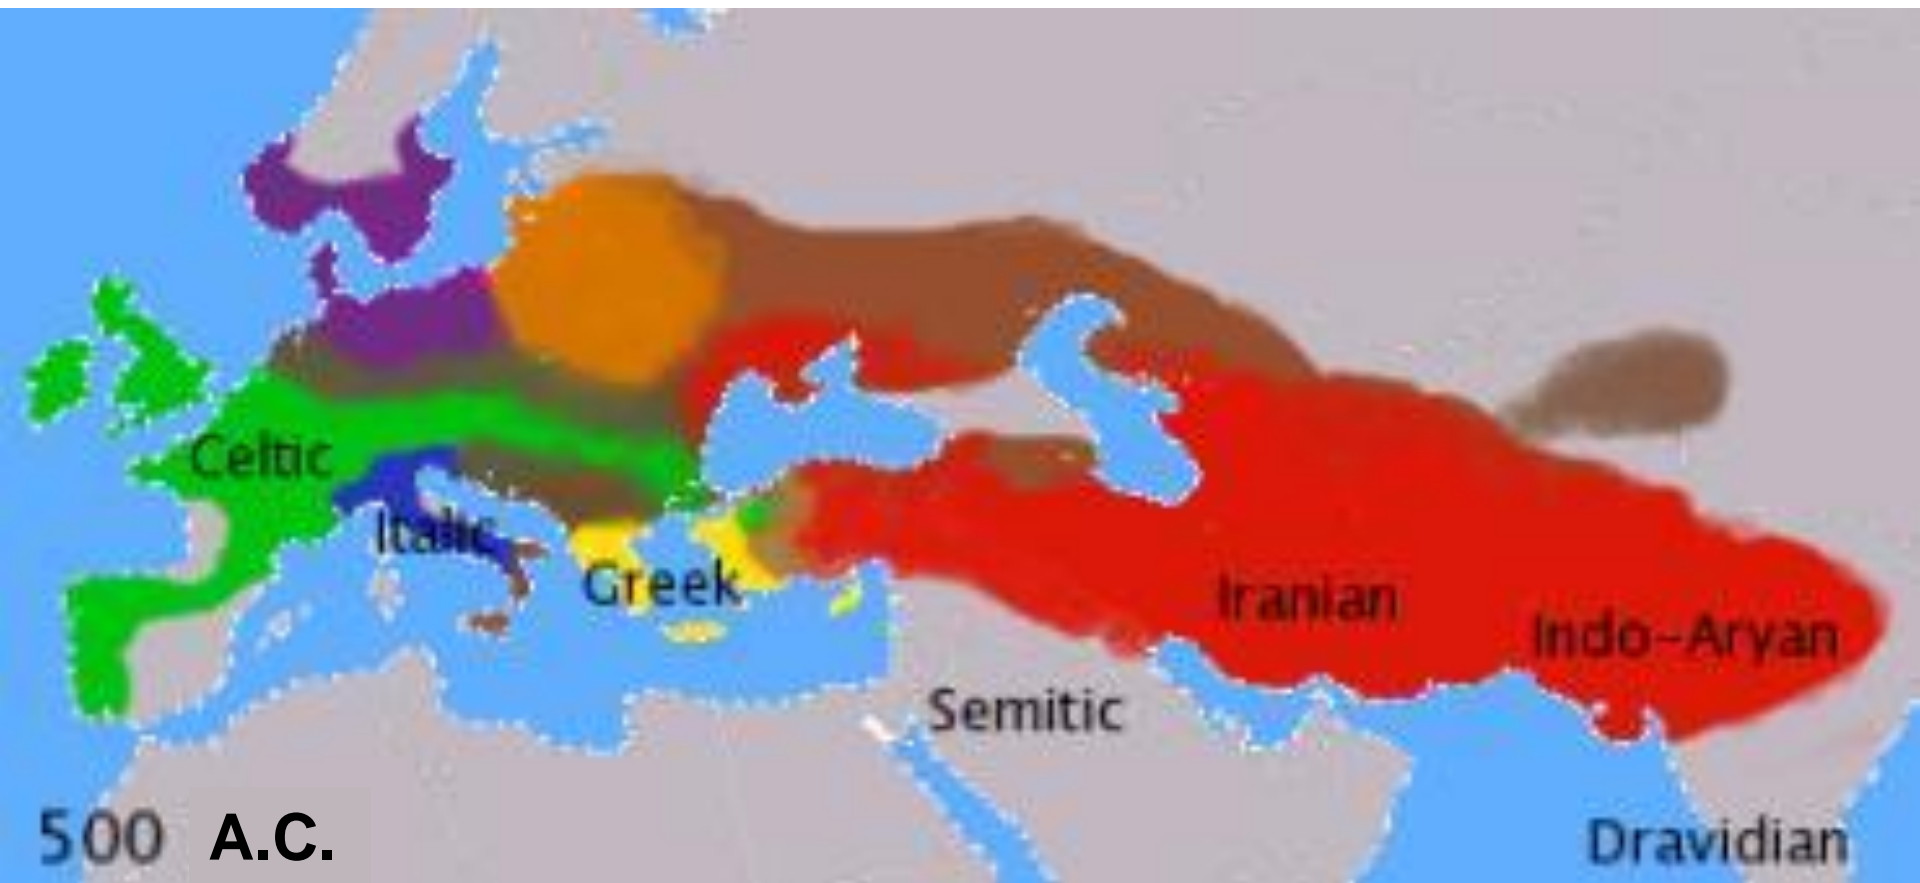 Celtic
Italic
Greek
Iranian
Indo-Aryan
Semitic
500 A.C.
Dravidian